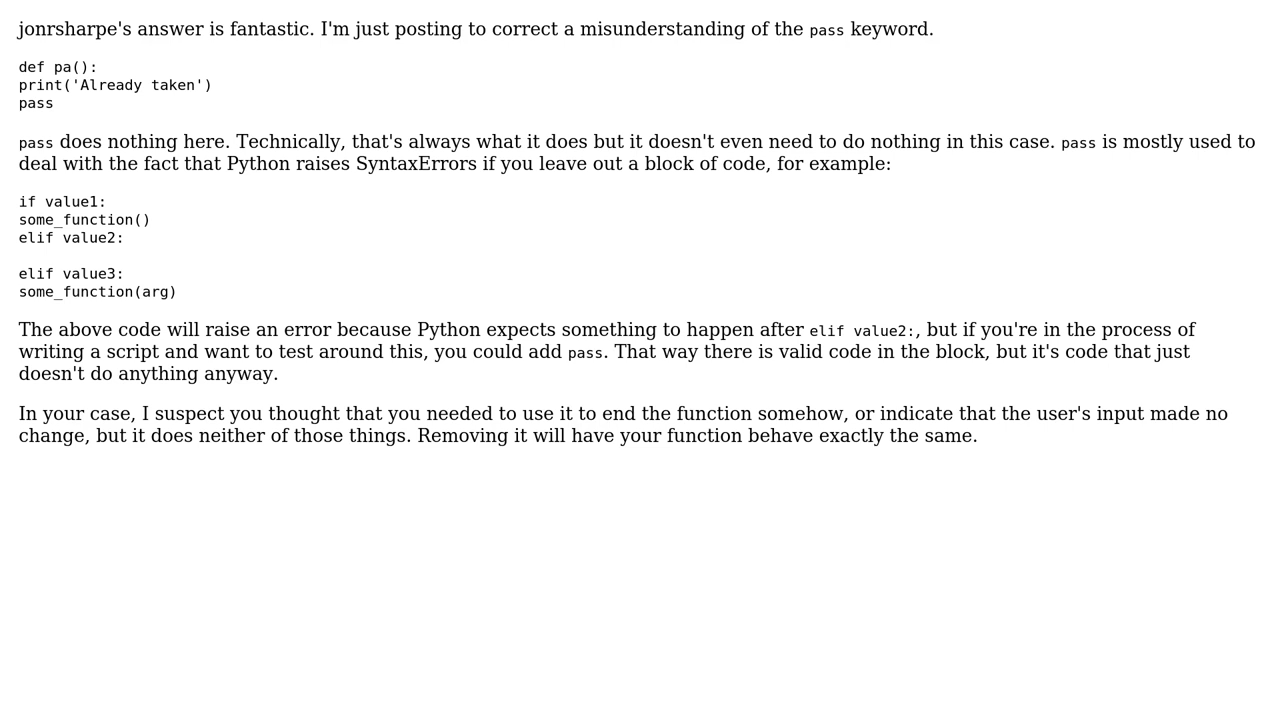 jonrsharpe's answer is fantastic. I'm just posting to correct a misunderstanding of the pass keyword.
def pa():
print('Already taken')
pass
pass does nothing here. Technically, that's always what it does but it doesn't even need to do nothing in this case. pass is mostly used to
deal with the fact that Python raises SyntaxErrors if you leave out a block of code, for example:
if value1:
some_function()
elif value2:
elif value3:
some_function(arg)
The above code will raise an error because Python expects something to happen after elif value2:, but if you're in the process of
writing a script and want to test around this, you could add pass. That way there is valid code in the block, but it's code that just
doesn't do anything anyway.
In your case, I suspect you thought that you needed to use it to end the function somehow, or indicate that the user's input made no
change, but it does neither of those things. Removing it will have your function behave exactly the same.